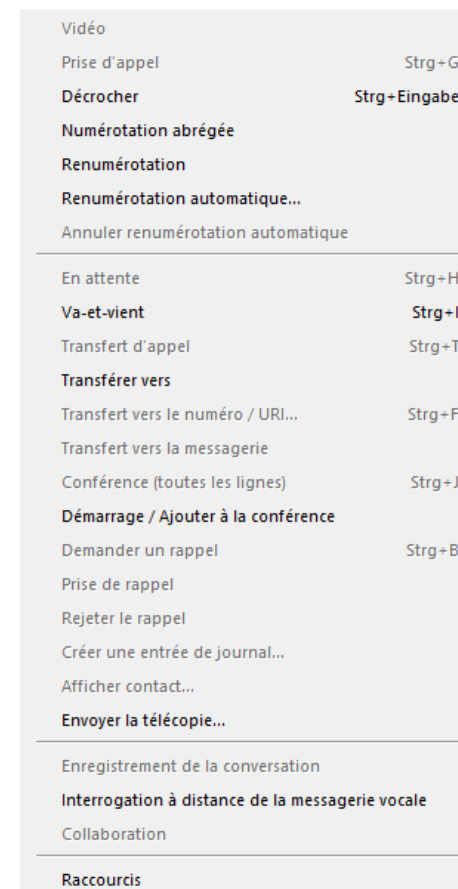 Vidéo
Prise d'appel Strg+G
Décrocher Strg+Eingabe
Numérotation abrégée
Renumérotation
Renumérotation automatique...
Annuler renumérotation automatique
En attente Strg+H
Va-et-vient Strg+I
Transfert d'appel Strg+T
Transférer vers
Transfert vers le numéro / URI... Strg+F
Transfert vers la messagerie
Conférence (toutes les lignes) Strg+J
Démarrage / Ajouter à la conférence
Demander un rappel Strg+B
Prise de rappel
Rejeter le rappel
Créer une entrée de journal...
Afficher contact...
Envoyer la télécopie...
Enregistrement de la conversation
Interrogation à distance de la messagerie vocale
Collaboration
Raccourcis